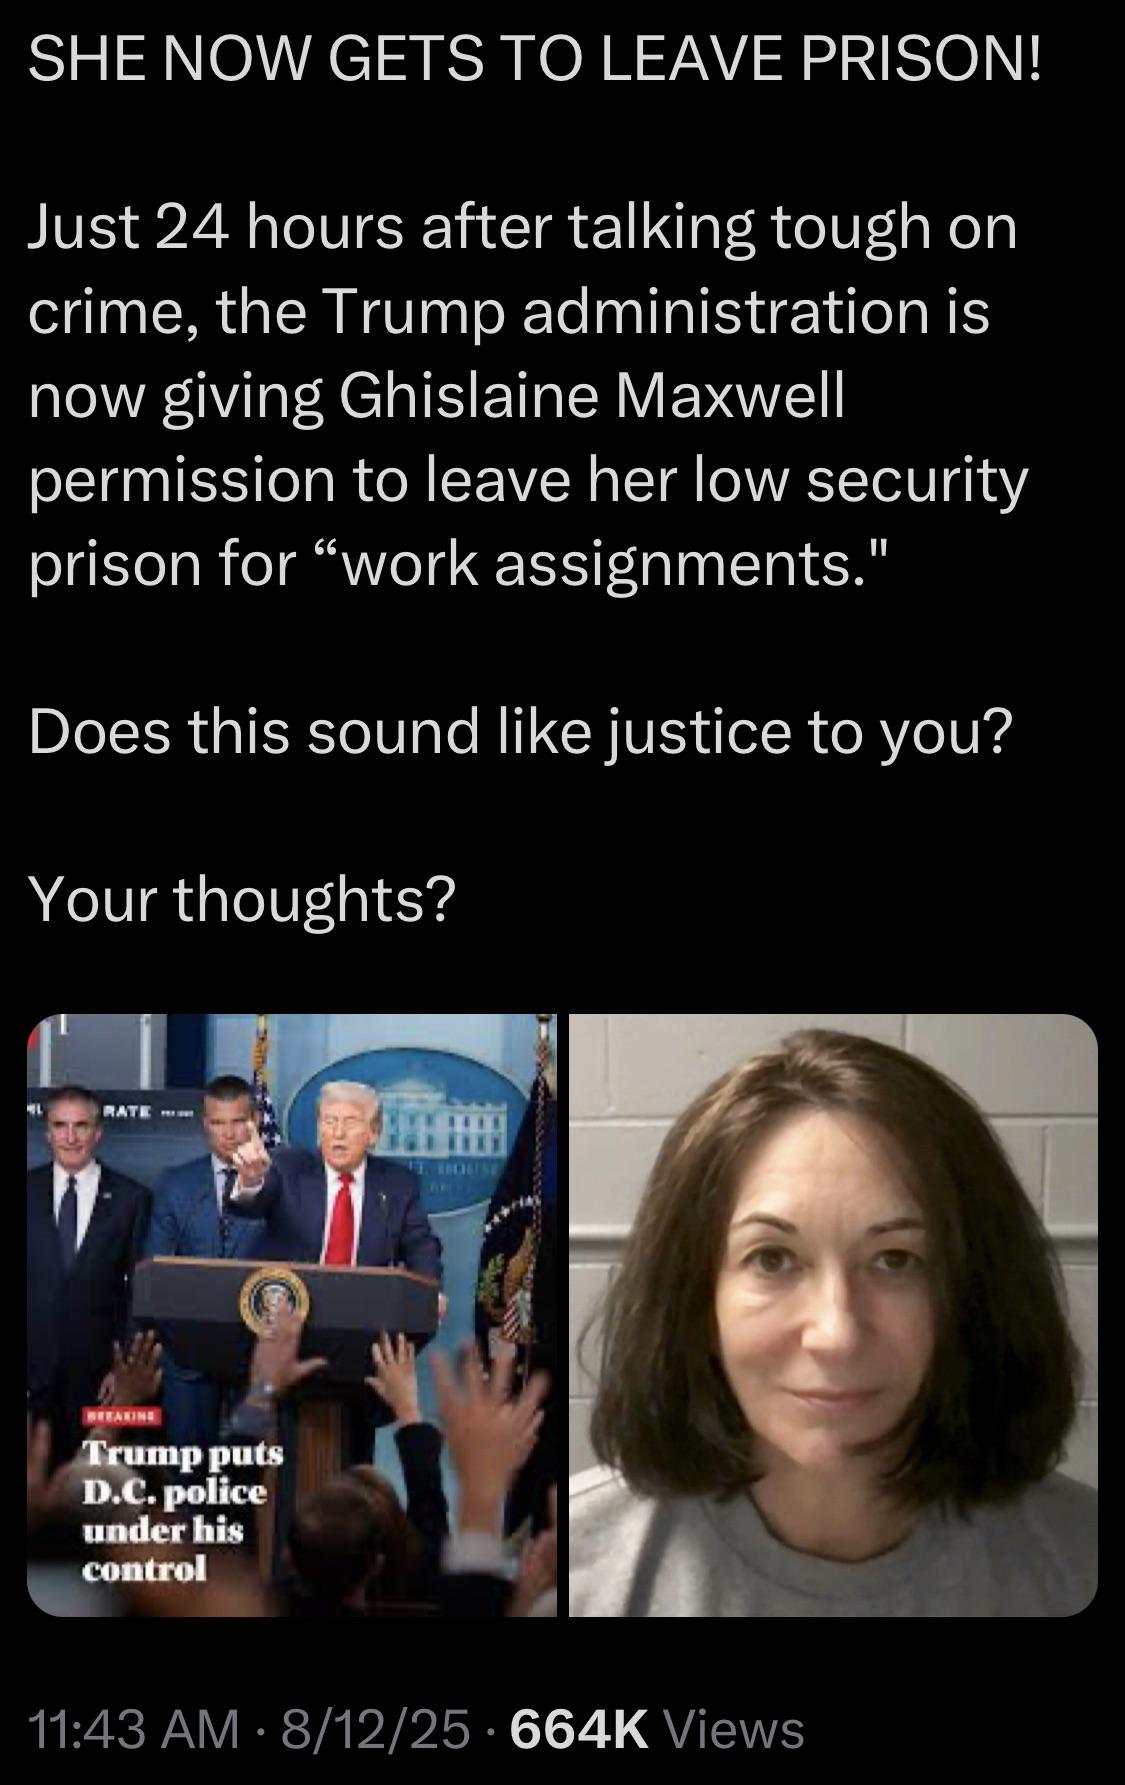 SHE NOW GETS TO LEAVE PRISON!
Just 24 hours after talking tough on
crime, the Trump administration is
now giving Ghislaine Maxwell
permission to leave her low security
prison for “work assignments."
Does this sound like justice to you?
Your thoughts?
RATE
BREAKING
Trump puts
D.C. police
under his
control
11:43 AM · 8/12/25 · 664K Views